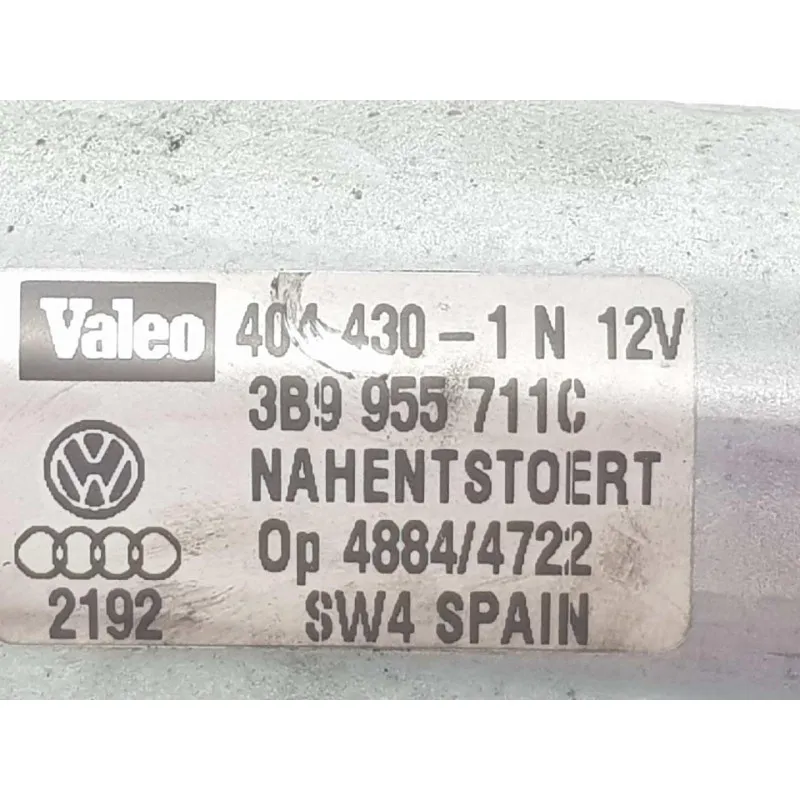 Valeo 404 430 - 1 N 12V
3B9 955 711C
NAHENTSTOERT
Op 4884/4722
2192 SW4 SPAIN